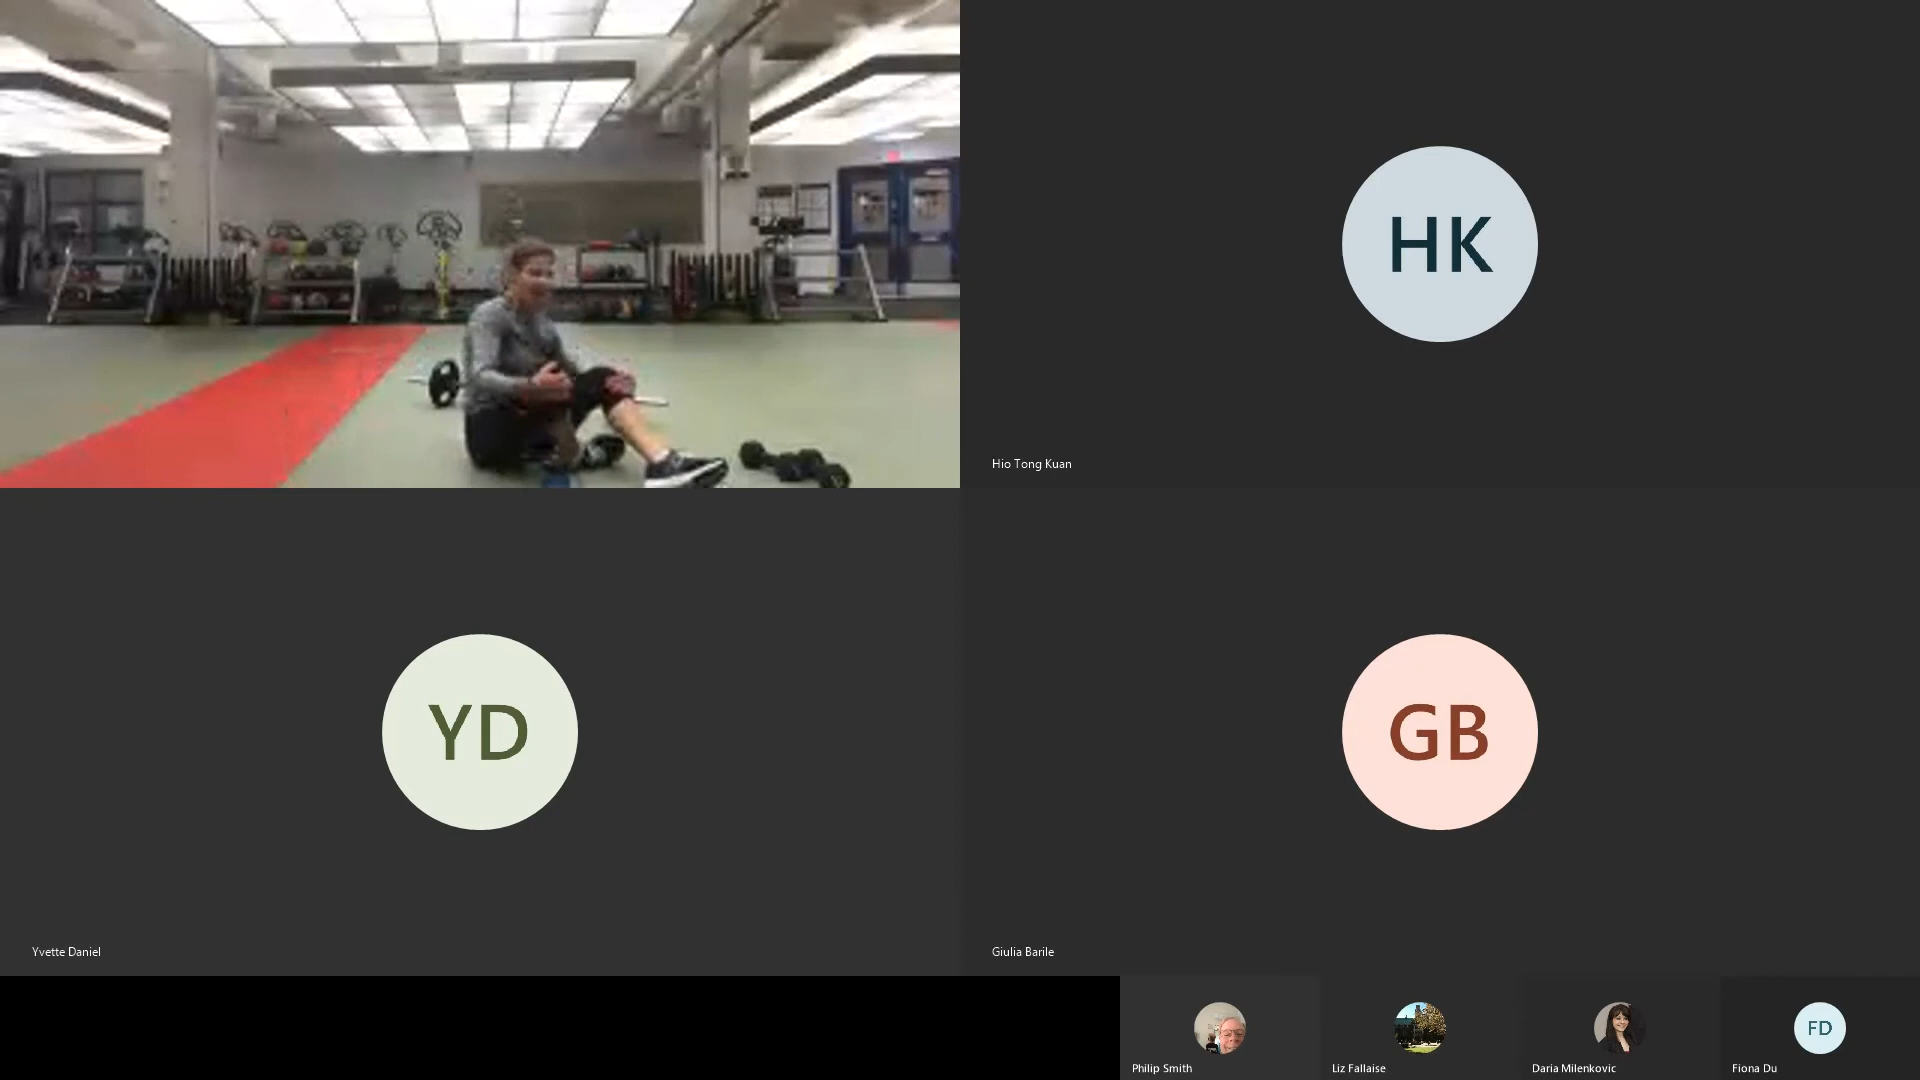 HK
Hio Tong Kuan
YD
GB
Yvette Daniel
Giulia Barile
FD
Philip Smith
Liz Fallaise
Daria Milenkovic
Fiona Du